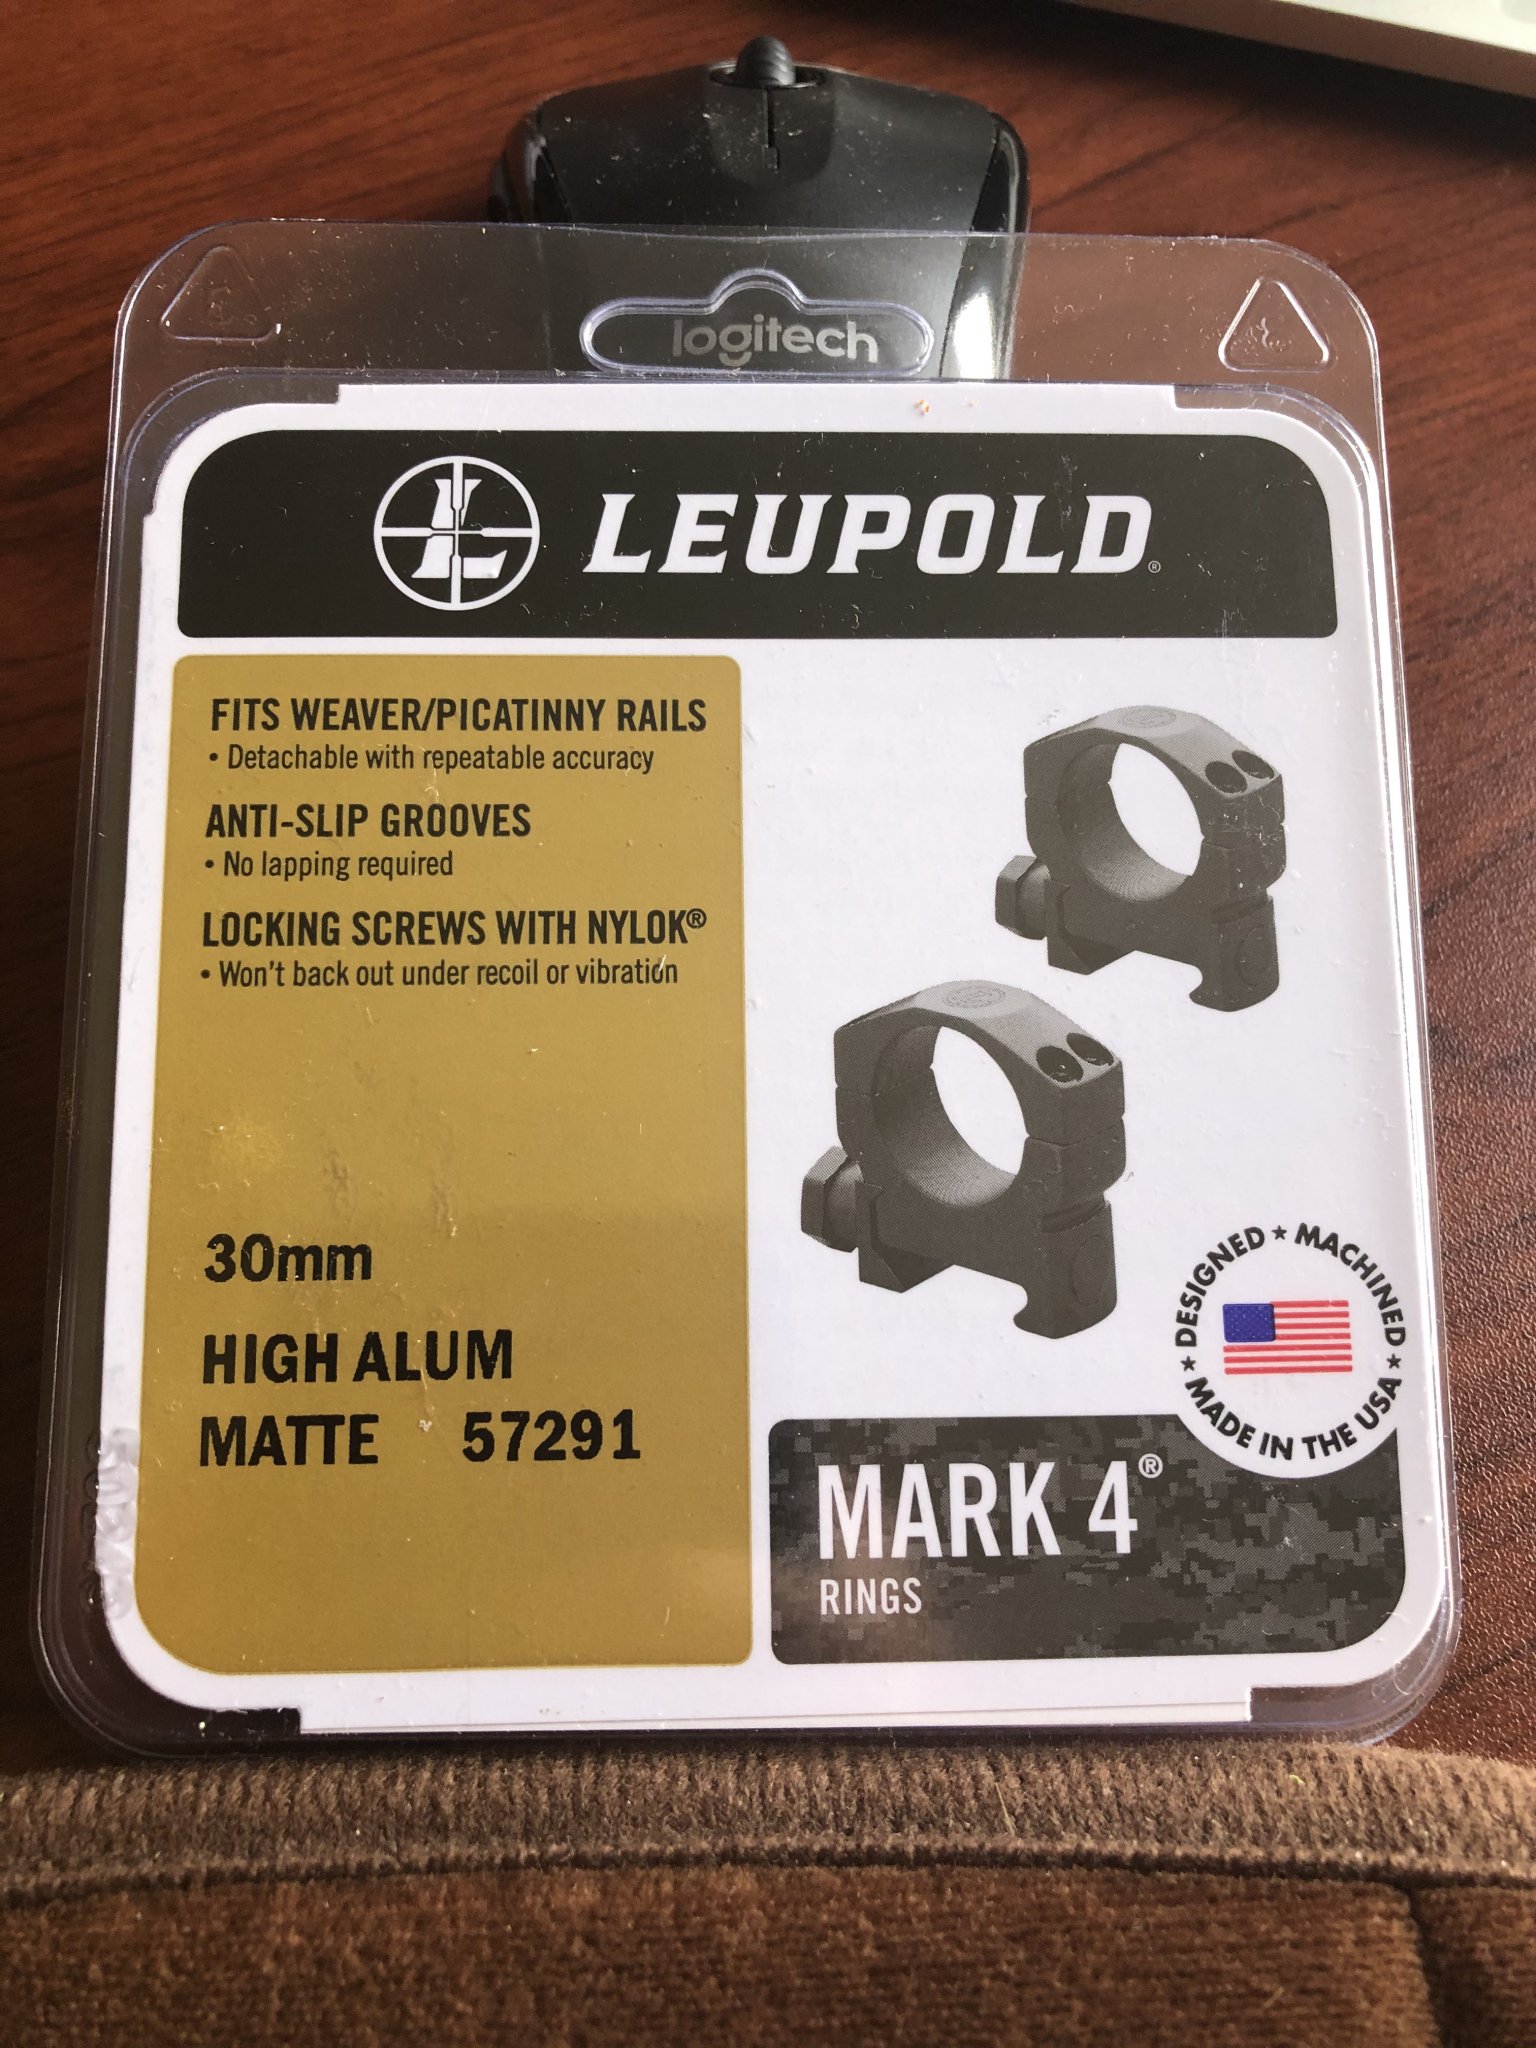 logitech
LEUPOLD®
FITS WEAVER/PICATINNY RAILS
• Detachable with repeatable accuracy
ANTI-SLIP GROOVES
• No lapping required
LOCKING SCREWS WITH NYLOK®
• Won't back out under recoil or vibration
30mm
HIGH ALUM
MATTE 57291
DESIGNED ★ MACHINED ★ MADE IN THE USA ★
MARK 4®
RINGS